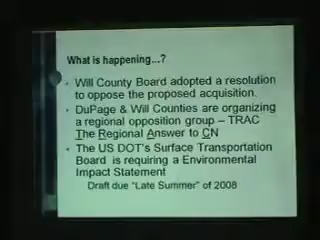 What is happening...?
Will County Board adopted a resolution
to oppose the proposed acquisition.
DuPage & Will Counties are organizing
a regional opposition group – TRAC
The Regional Answer to CN
The US DOT's Surface Transportation
Board is requiring a Environmental
Impact Statement
Draft due "Late Summer" of 2008